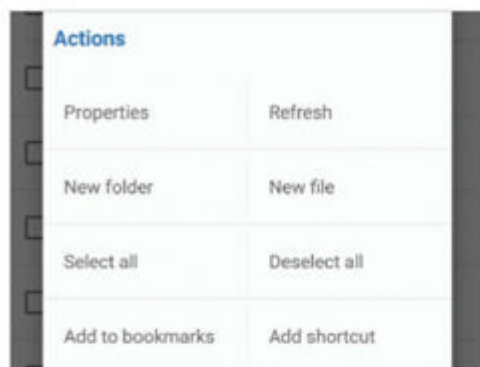 Actions
Properties Refresh
New folder New file
Select all Deselect all
Add to bookmarks Add shortcut